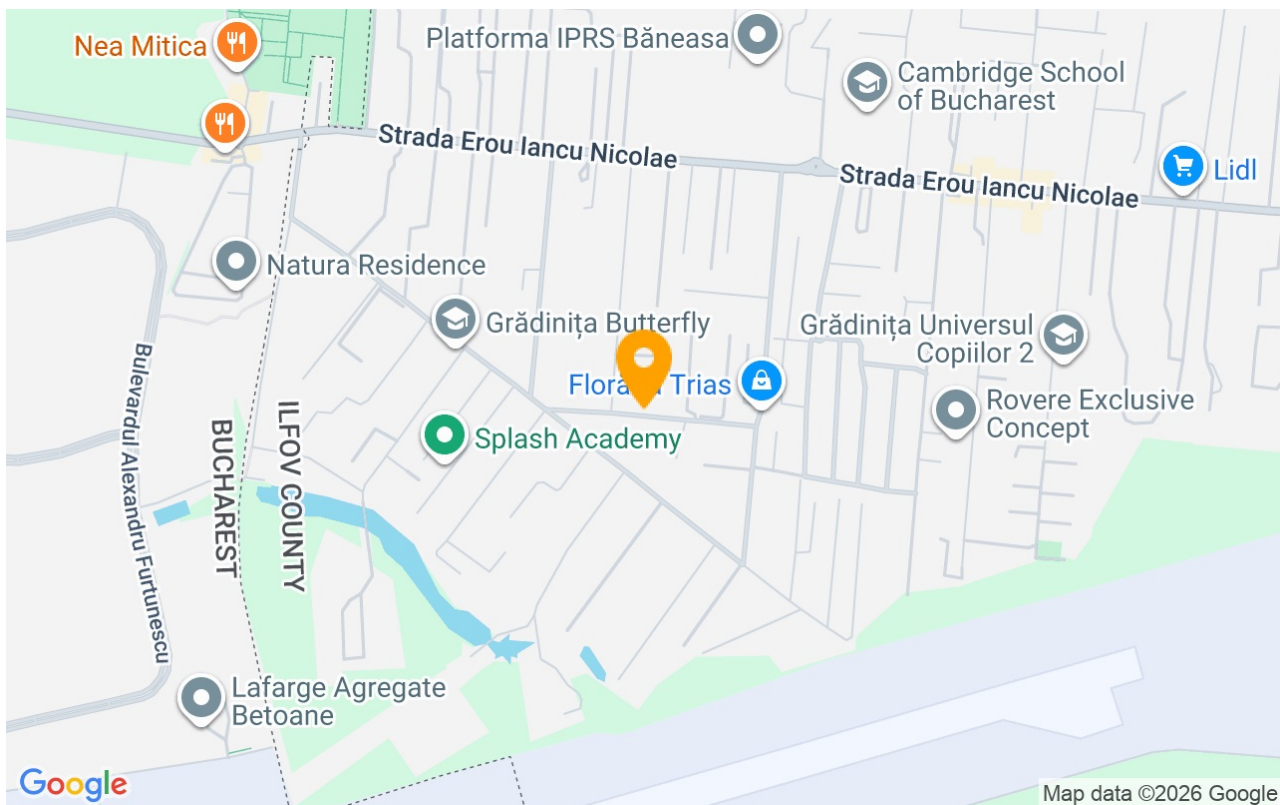 Nea Mitica
Platforma IPRS Băneasa
Cambridge School
of Bucharest
Strada Erou Iancu Nicolae
Strada Erou Iancu Nicolae
Lidl
Natura Residence
Grădinița Butterfly
Grădinița Universul
Copiilor 2
Trias
Rovere Exclusive
Concept
Splash Academy
Bulevardul Alexandru Furtunescu
BUCHAREST
ILFOV COUNTY
Lafarge Agregate
Betoane
Google
Map data ©2026 Google